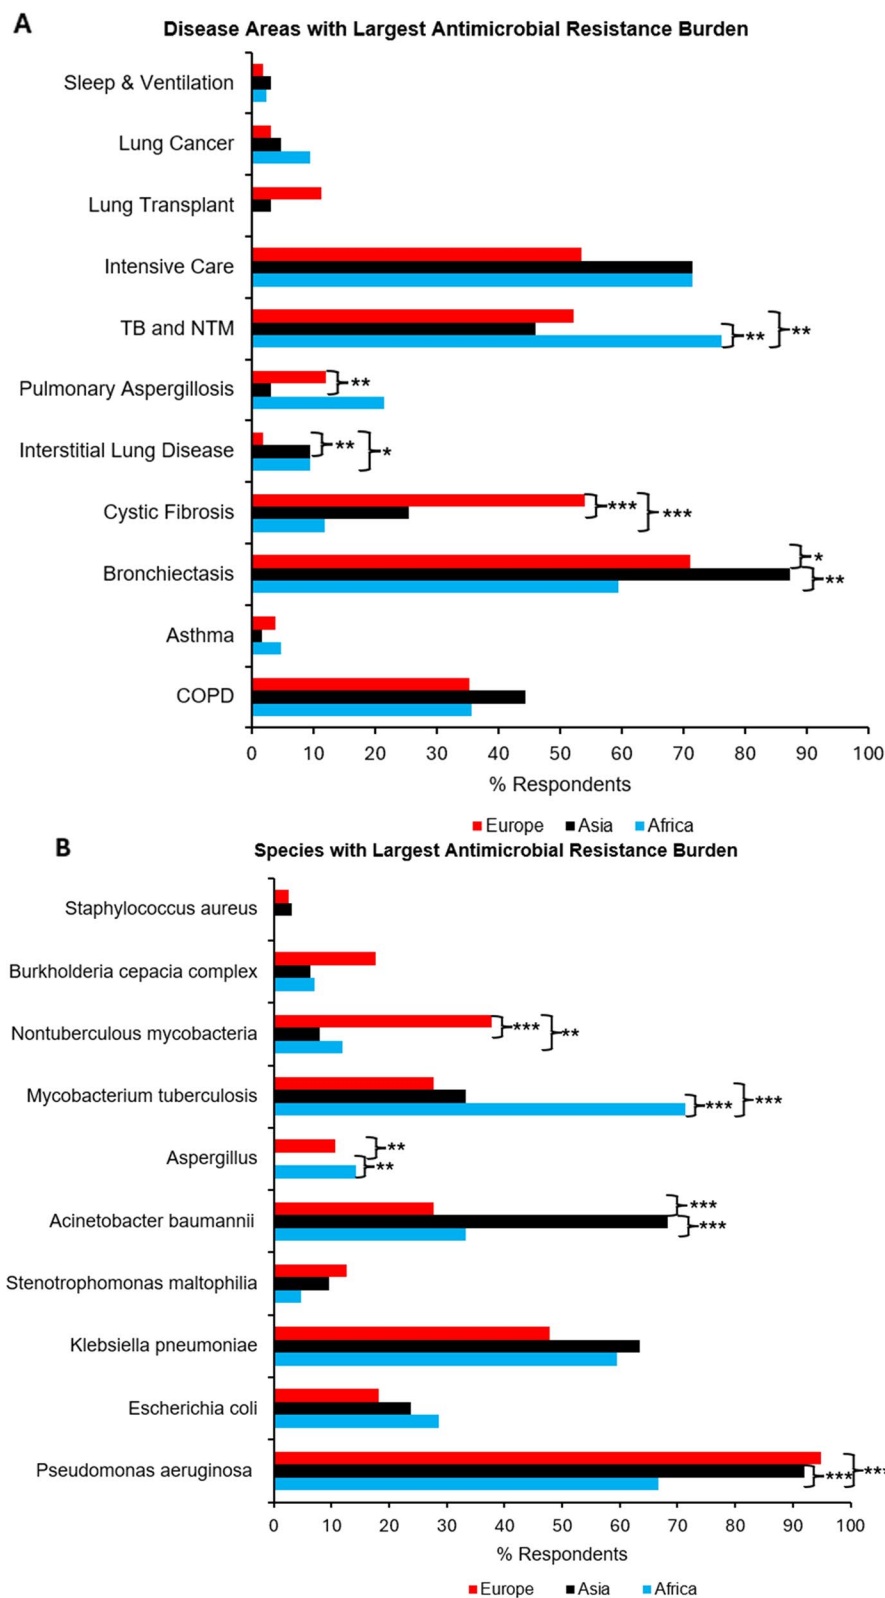 A
Disease Areas with Largest Antimicrobial Resistance Burden
Sleep & Ventilation
Lung Cancer
Lung Transplant
Intensive Care
TB and NTM
** **
Pulmonary Aspergillosis
**
Interstitial Lung Disease
** *
Cystic Fibrosis
*** ***
*
Bronchiectasis
**
Asthma
COPD
0 10 20 30 40 50 60 70 80 90 100
% Respondents
Europe Asia Africa
B
Species with Largest Antimicrobial Resistance Burden
Staphylococcus aureus
Burkholderia cepacia complex
Nontuberculous mycobacteria
*** **
Mycobacterium tuberculosis
*** ***
**
Aspergillus
**
***
Acinetobacter baumannii
***
Stenotrophomonas maltophilia
Klebsiella pneumoniae
Escherichia coli
Pseudomonas aeruginosa
*** ***
0 10 20 30 40 50 60 70 80 90 100
% Respondents
Europe Asia Africa